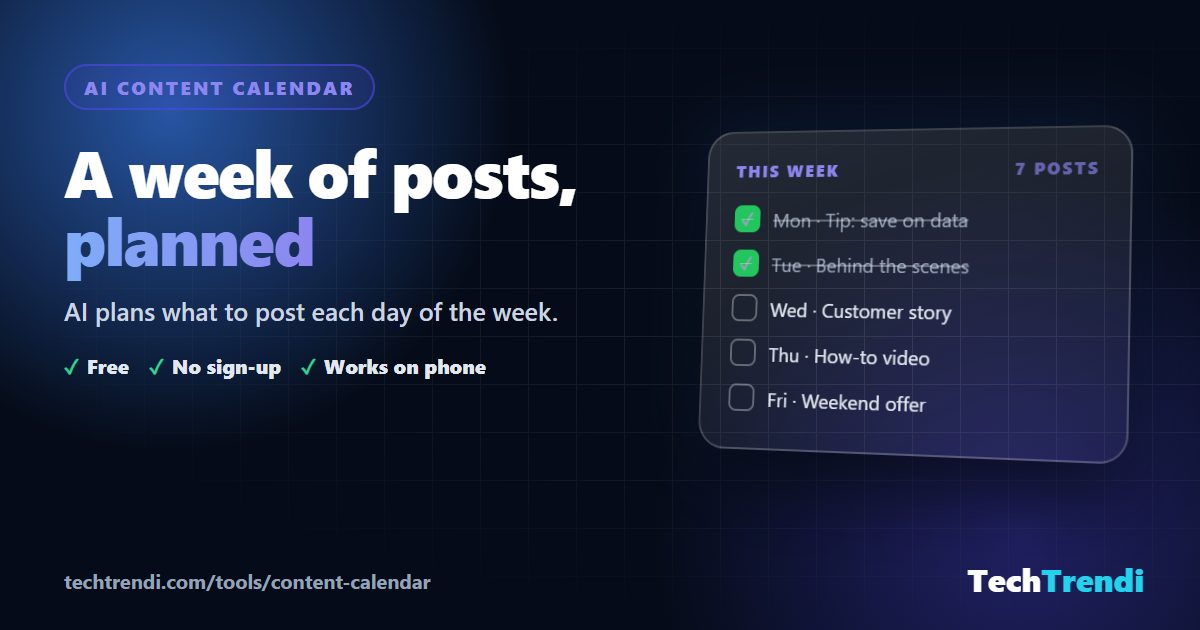 AI CONTENT CALENDAR
A week of posts,
planned
AI plans what to post each day of the week.
✓ Free ✓ No sign-up ✓ Works on phone
THIS WEEK 7 POSTS
✓ Mon · Tip: save on data
✓ Tue · Behind the scenes
Wed · Customer story
Thu · How-to video
Fri · Weekend offer
techtrendi.com/tools/content-calendar
TechTrendi